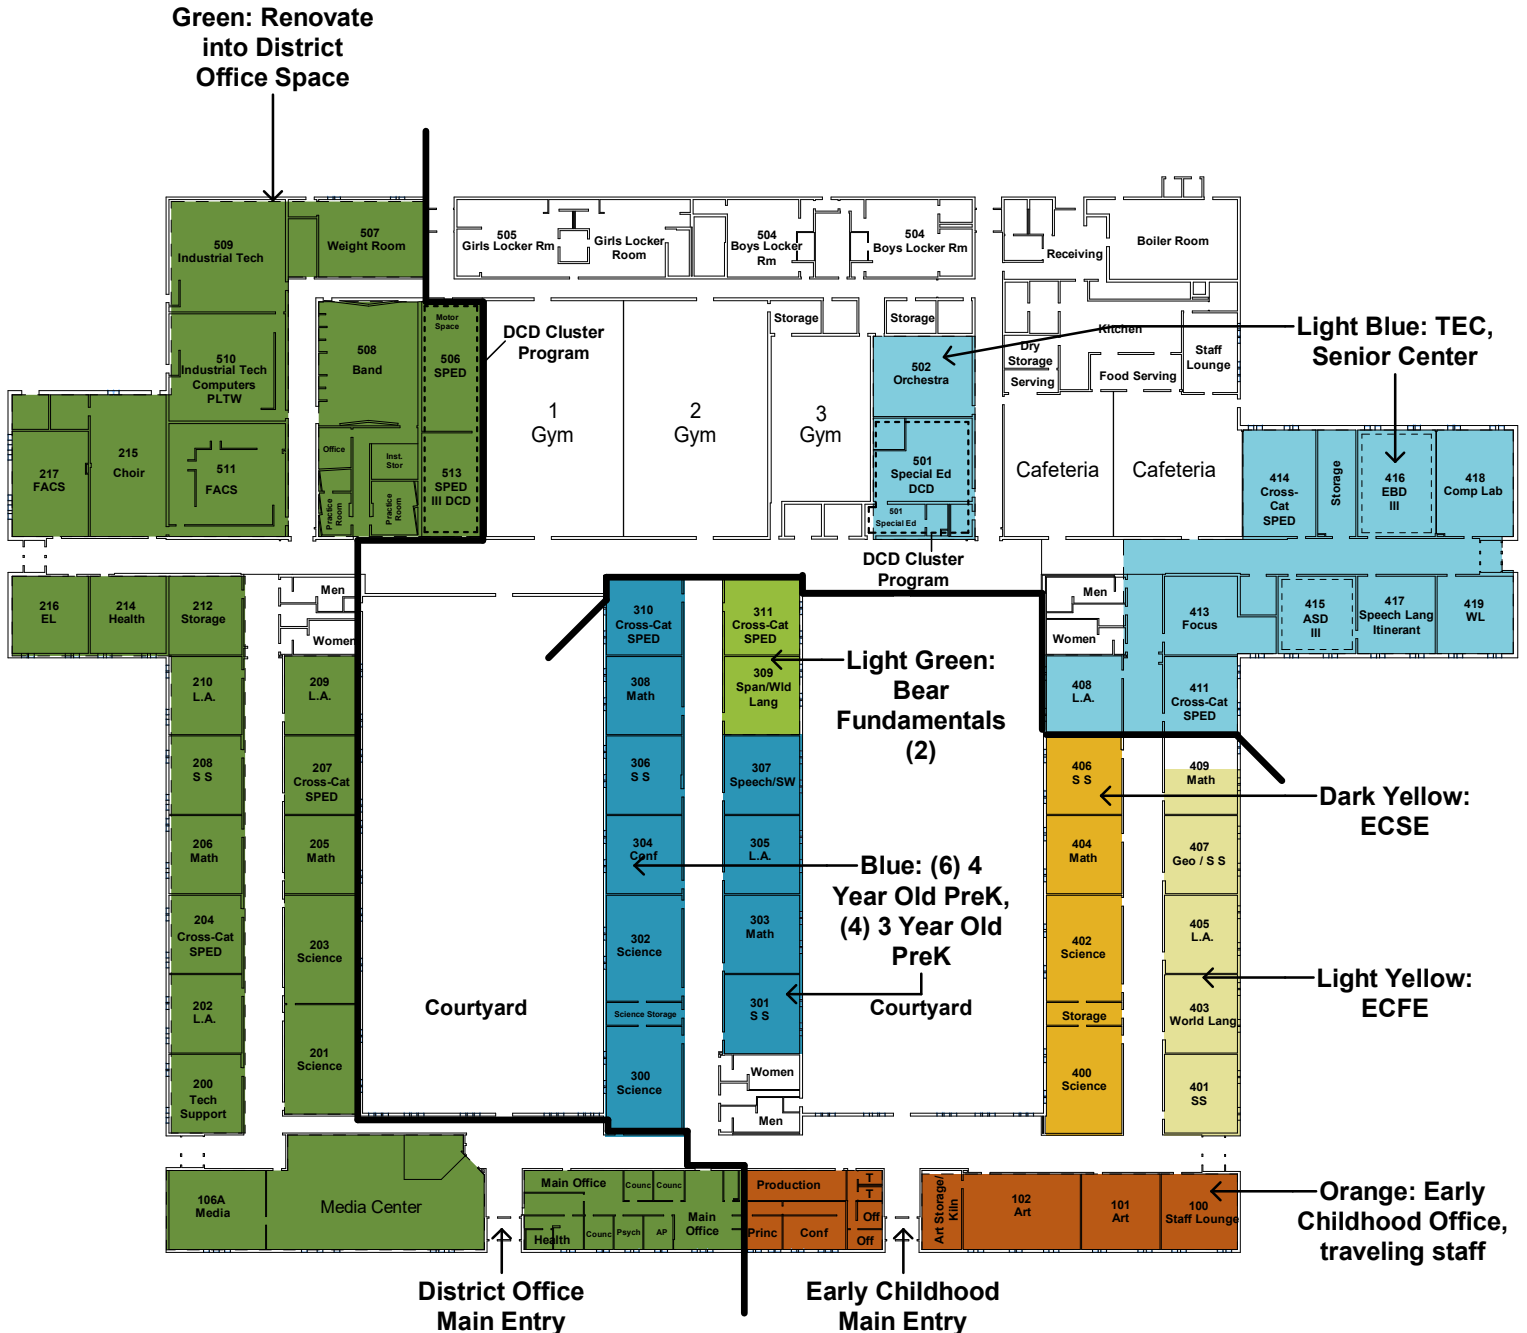 Green: Renovate
into District
Office Space
509
Industrial Tech
507
Weight Room
505
Girls Locker Rm
Girls Locker
Room
504
Boys Locker
Rm
504
Boys Locker Rm
Receiving
Boiler Room
Motor
Space
506
SPED
DCD Cluster
Program
508
Band
510
Industrial Tech
Computers
PLTW
Storage
Storage
Kitchen
Dry
Storage
Serving
Food Serving
Staff
Lounge
Light Blue: TEC,
Senior Center
502
Orchestra
1
Gym
2
Gym
3
Gym
217
FACS
215
Choir
511
FACS
Office
Inst.
Stor
Practice
Room
Practice
Room
513
SPED
III DCD
501
Special Ed
DCD
501
Special Ed
DCD Cluster
Program
Cafeteria
Cafeteria
414
Cross-
Cat
SPED
Storage
416
EBD
III
418
Comp Lab
216
EL
214
Health
212
Storage
Men
Women
310
Cross-Cat
SPED
311
Cross-Cat
SPED
Men
Women
413
Focus
415
ASD
III
417
Speech Lang
Itinerant
419
WL
210
L.A.
209
L.A.
308
Math
309
Span/Wld
Lang
Light Green:
Bear
Fundamentals
(2)
408
L.A.
411
Cross-Cat
SPED
208
S S
207
Cross-Cat
SPED
306
S S
307
Speech/SW
406
S S
409
Math
Dark Yellow:
ECSE
206
Math
205
Math
304
Conf
305
L.A.
Blue: (6) 4
Year Old PreK,
(4) 3 Year Old
PreK
404
Math
407
Geo / S S
204
Cross-Cat
SPED
203
Science
302
Science
303
Math
402
Science
405
L.A.
202
L.A.
Courtyard
Science Storage
301
S S
Courtyard
Storage
403
World Lang
Light Yellow:
ECFE
200
Tech
Support
201
Science
300
Science
Women
Men
400
Science
401
SS
106A
Media
Media Center
Main Office
Counc
Counc
Health
Counc
Psych
AP
Main
Office
Production
Princ
Conf
T
T
Off
Off
Art Storage/
Kiln
102
Art
101
Art
100
Staff Lounge
Orange: Early
Childhood Office,
traveling staff
District Office
Main Entry
Early Childhood
Main Entry